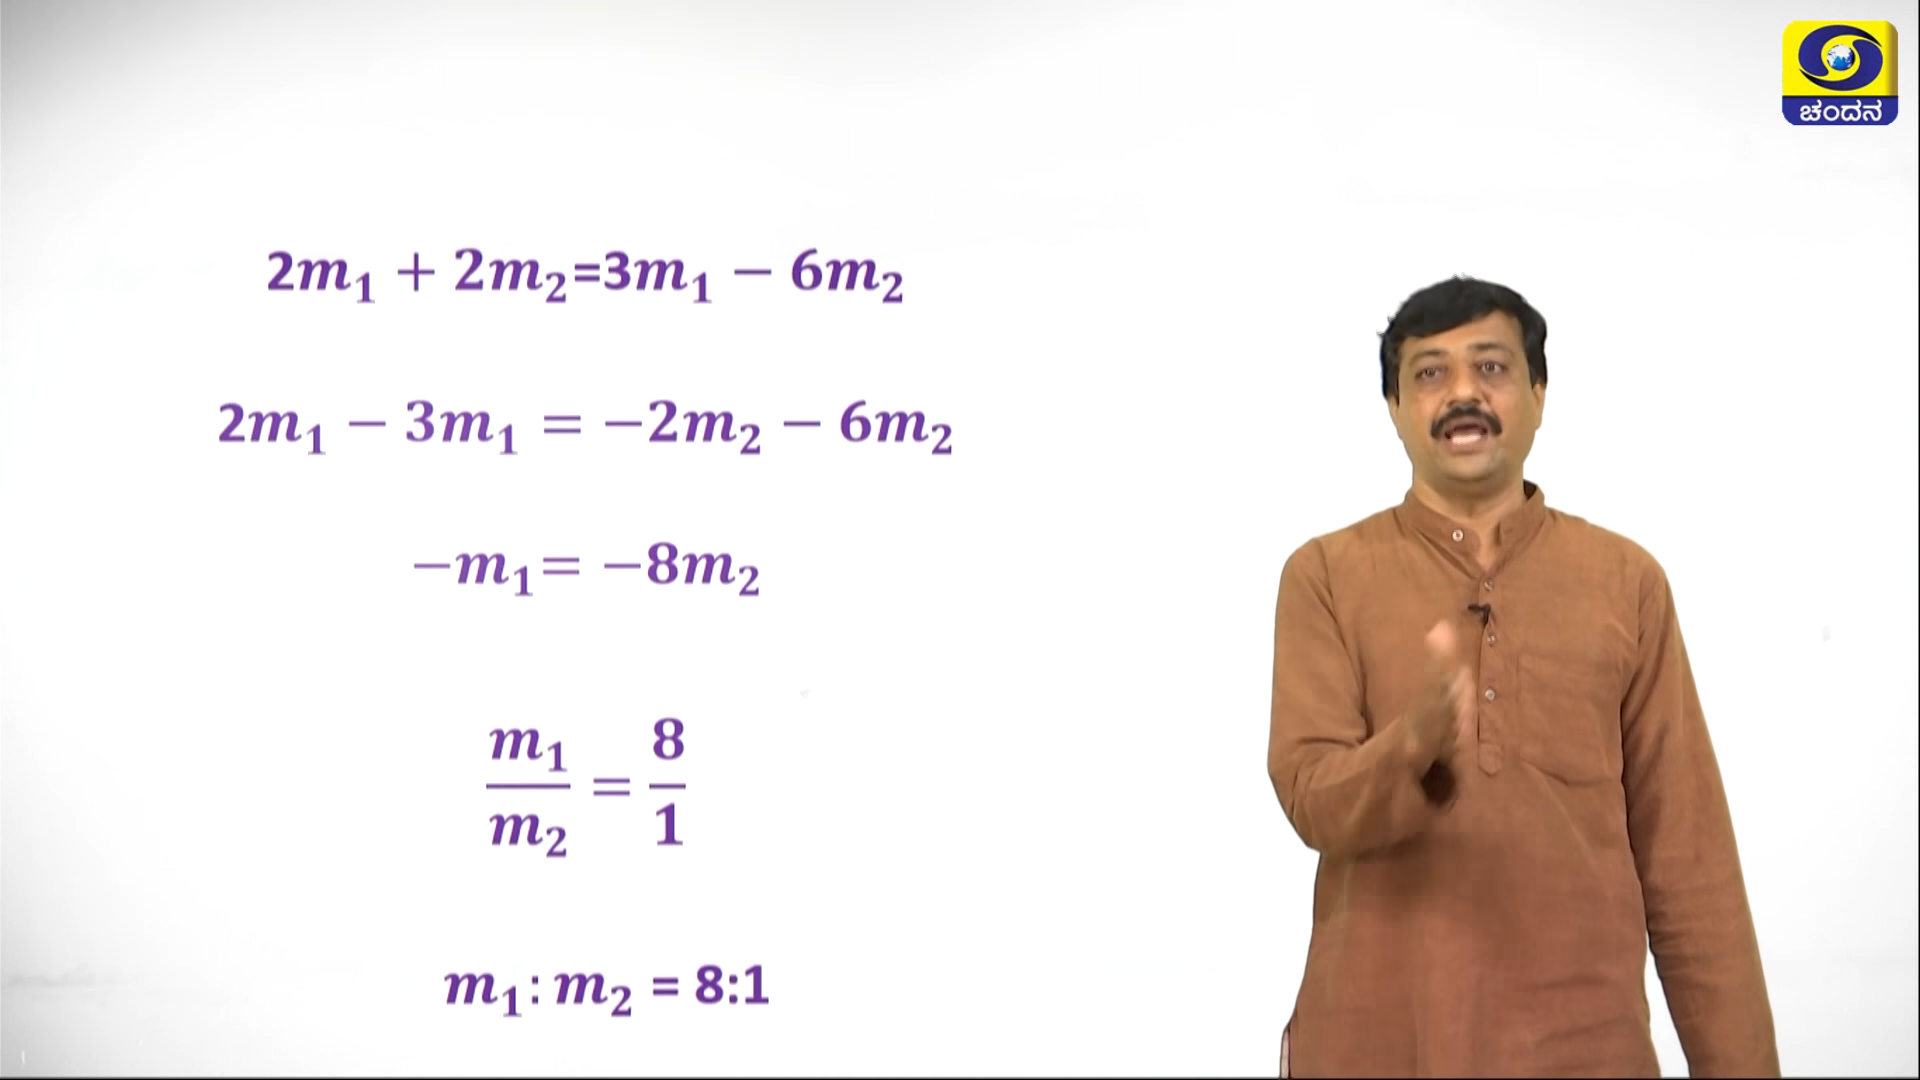 ಚಂದನ
2m₁ + 2m₂=3m₁ − 6m₂
2m₁ − 3m₁ = −2m₂ − 6m₂
−m₁= −8m₂
m₁/m₂ = 8/1
m₁: m₂ = 8:1